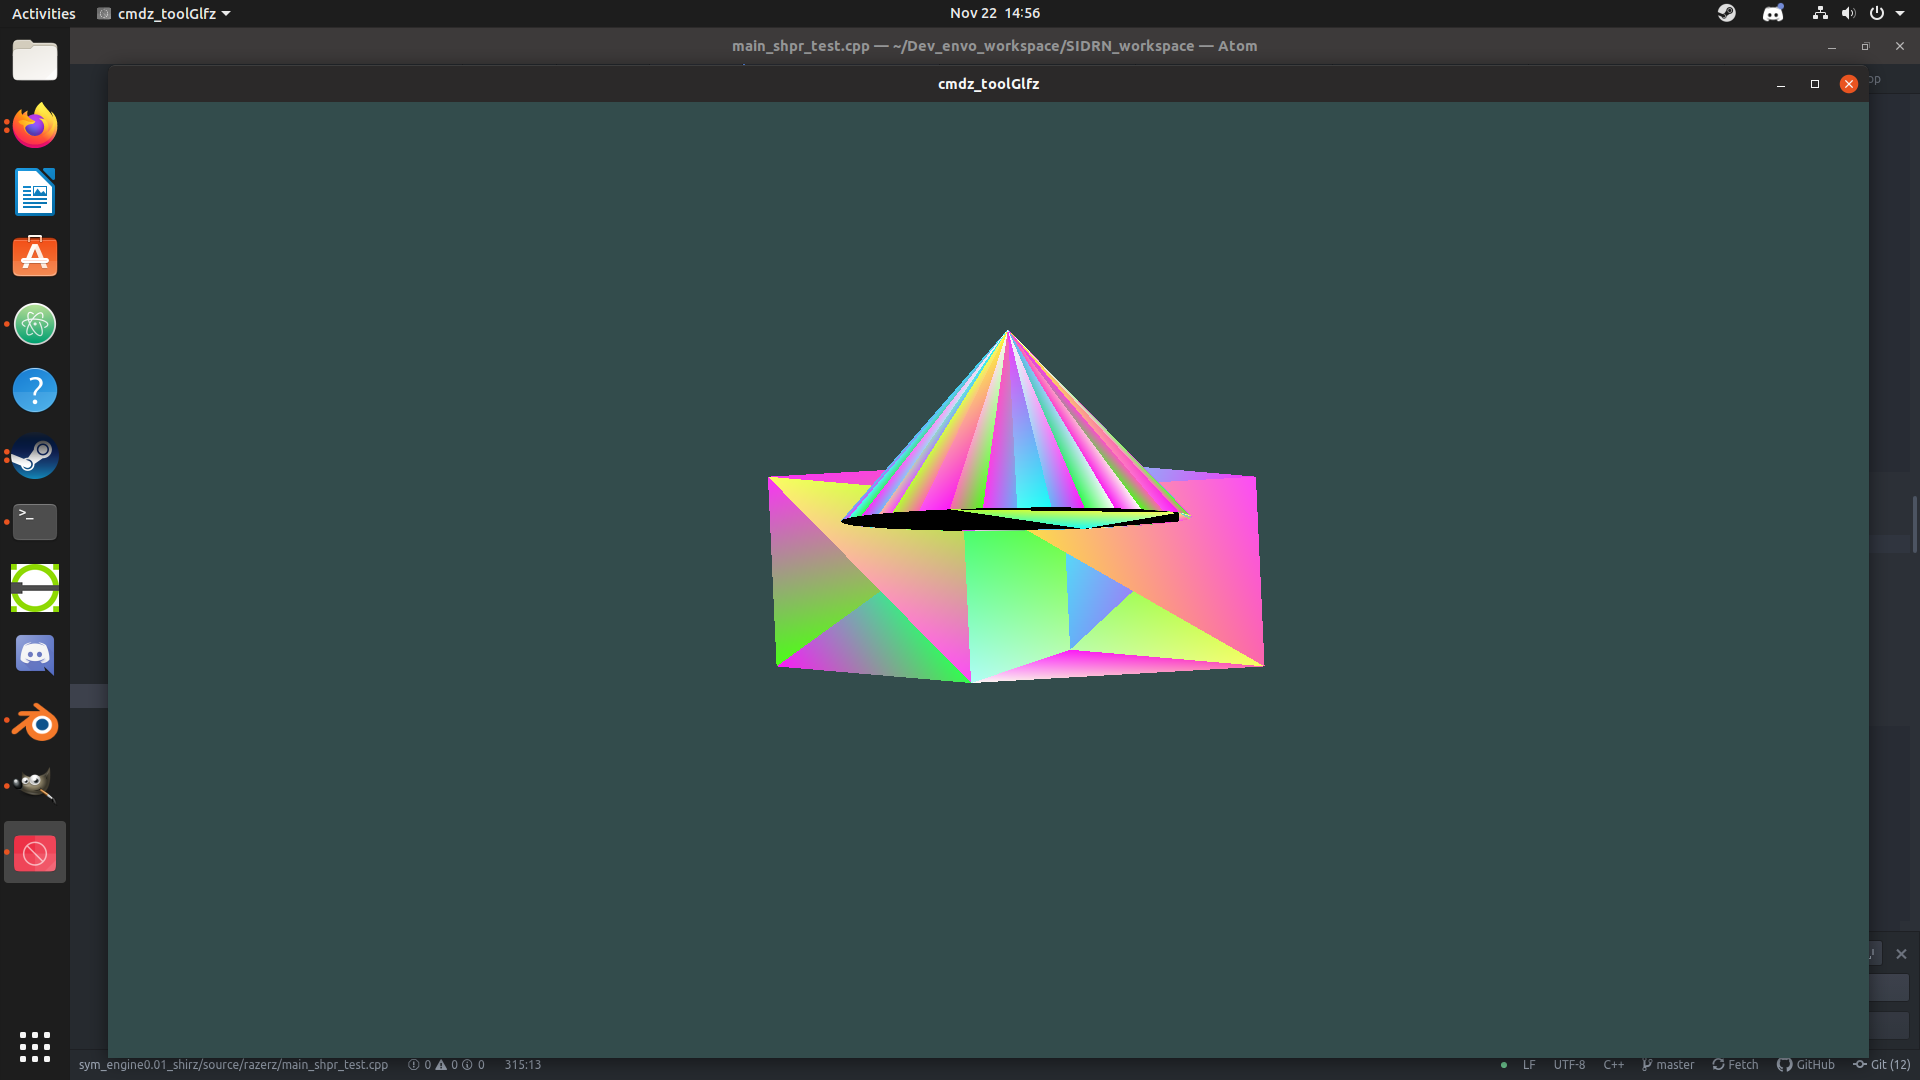 Activities
cmdz_toolGlfz
Nov 22 14:56
main_shpr_test.cpp — ~/Dev_envo_workspace/SIDRN_workspace — Atom
cmdz_toolGlfz
sym_engine0.01_shirz/source/razerz/main_shpr_test.cpp
0 0 0
315:13
LF
UTF-8
C++
master
Fetch
GitHub
Git (12)